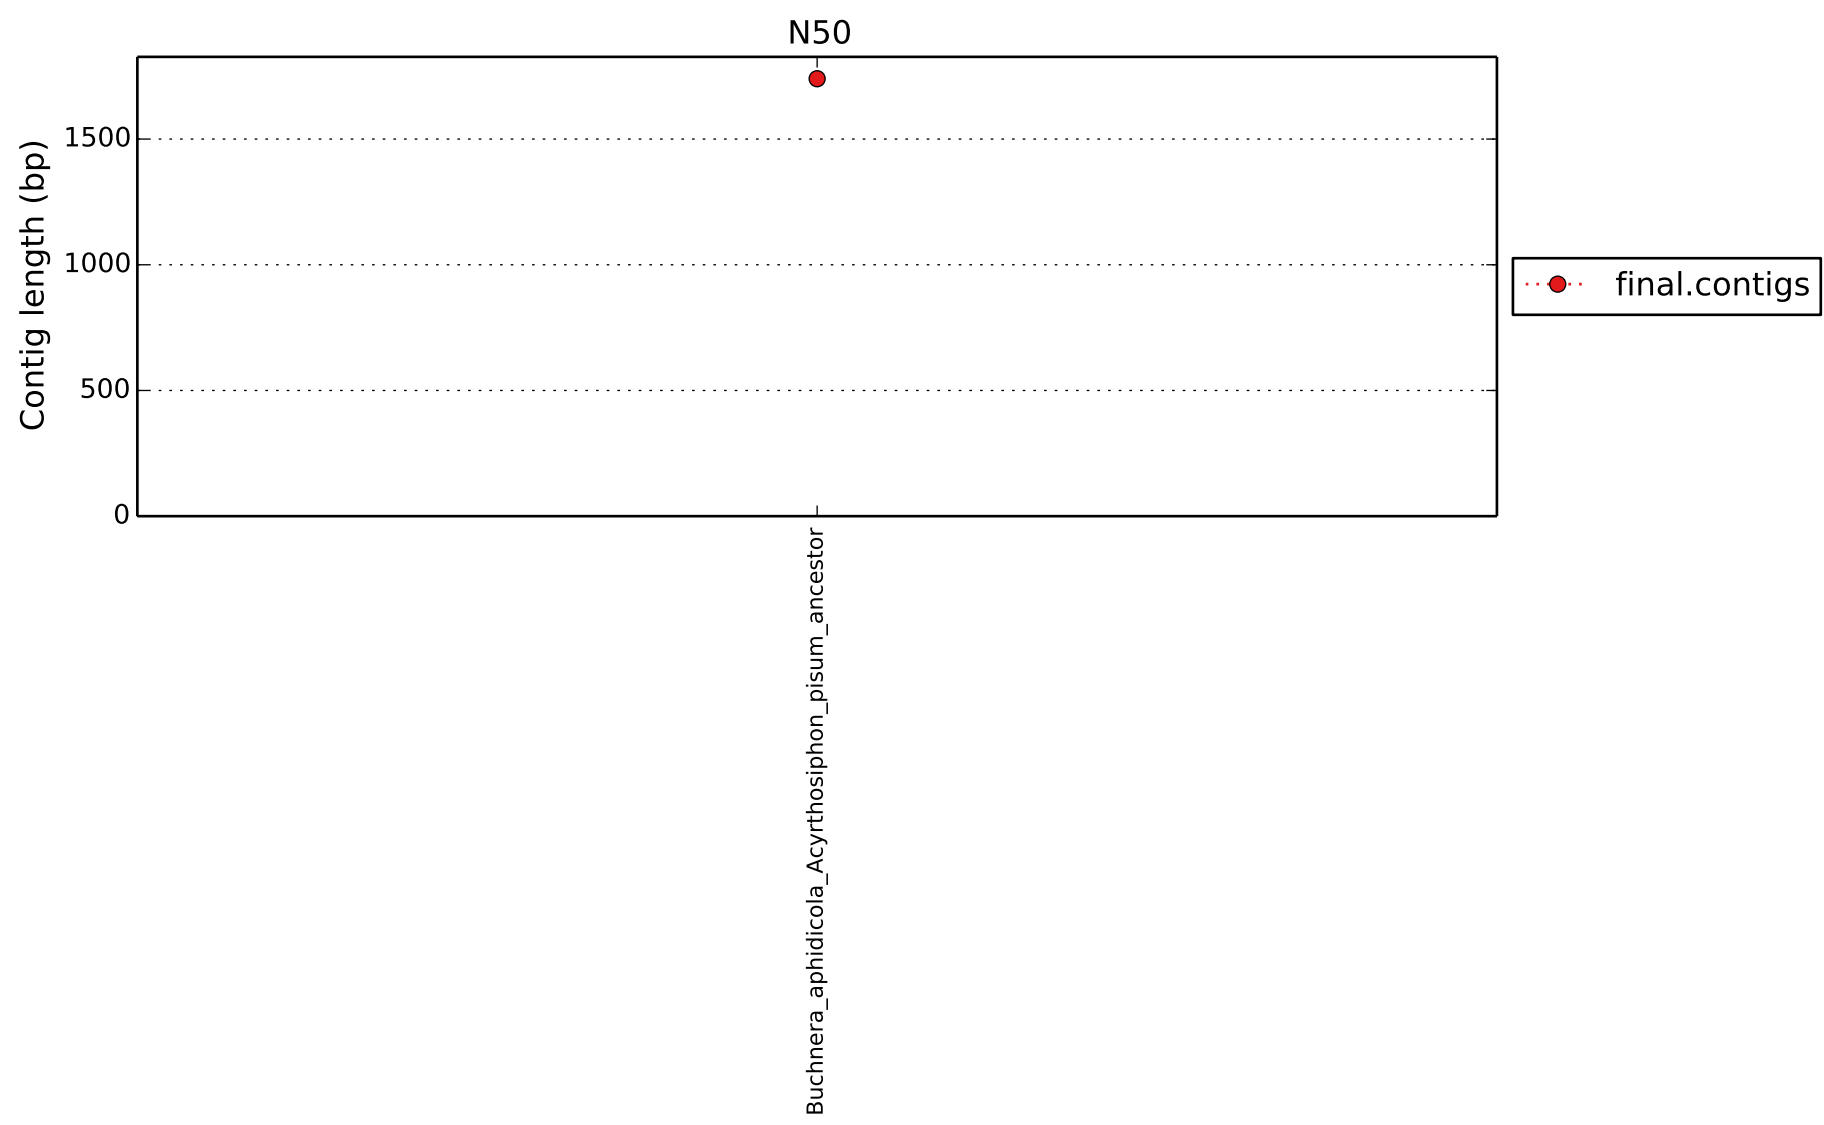 N50
Contig length (bp)
1500
1000
500
0
final.contigs
Buchnera_aphidicola_Acyrthosiphon_pisum_ancestor